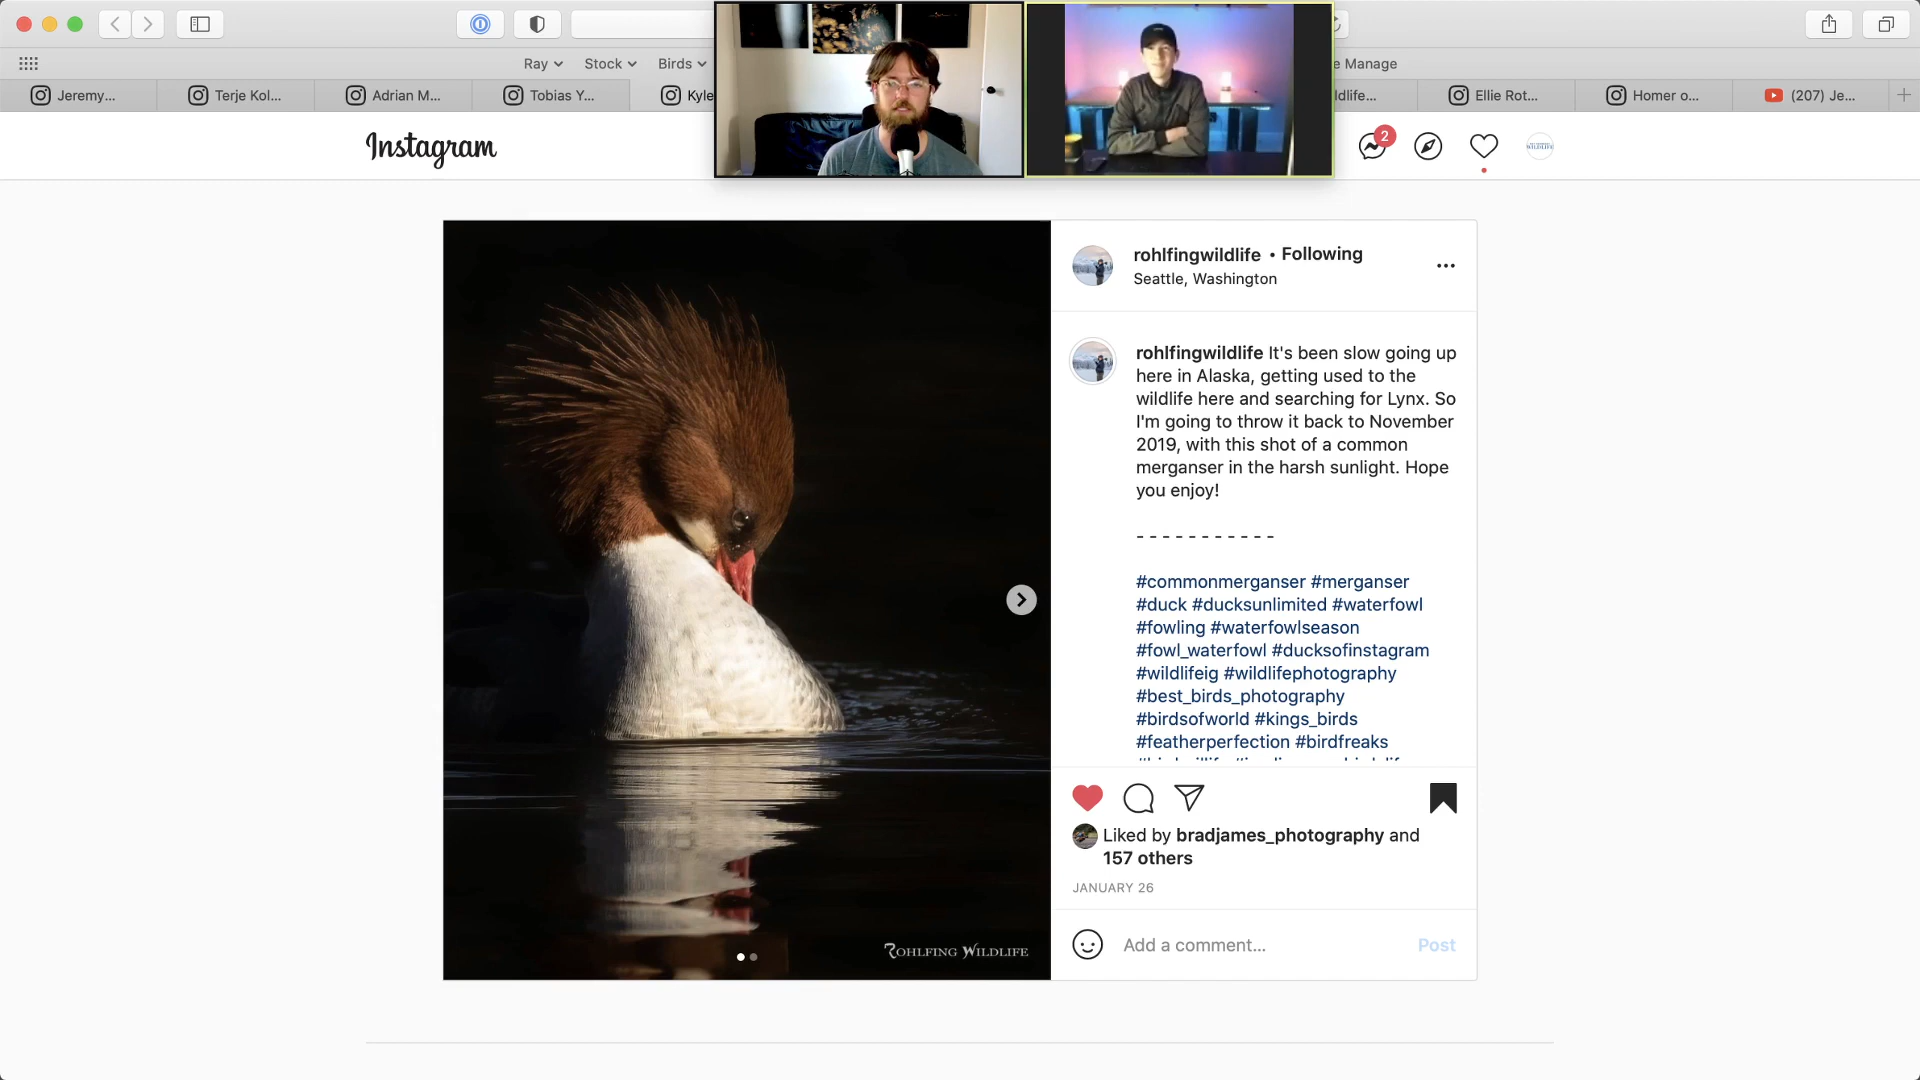 Ray
Stock
Birds
e Manage
Jeremy...
Terje Kol...
Adrian M...
Tobias Y...
Kyle
ldlife...
Ellie Rot...
Homer o...
(207) Je...
Instagram
2
rohlfingwildlife • Following
Seattle, Washington
rohlfingwildlife It's been slow going up
here in Alaska, getting used to the
wildlife here and searching for Lynx. So
I'm going to throw it back to November
2019, with this shot of a common
merganser in the harsh sunlight. Hope
you enjoy!
- - - - - - - - - - -
#commonmerganser #merganser
#duck #ducksunlimited #waterfowl
#fowling #waterfowlseason
#fowl_waterfowl #ducksofinstagram
#wildlifeig #wildlifephotography
#best_birds_photography
#birdsofworld #kings_birds
#featherperfection #birdfreaks
Liked by bradjames_photography and
157 others
JANUARY 26
Add a comment...
Post
ROHLFING WILDLIFE